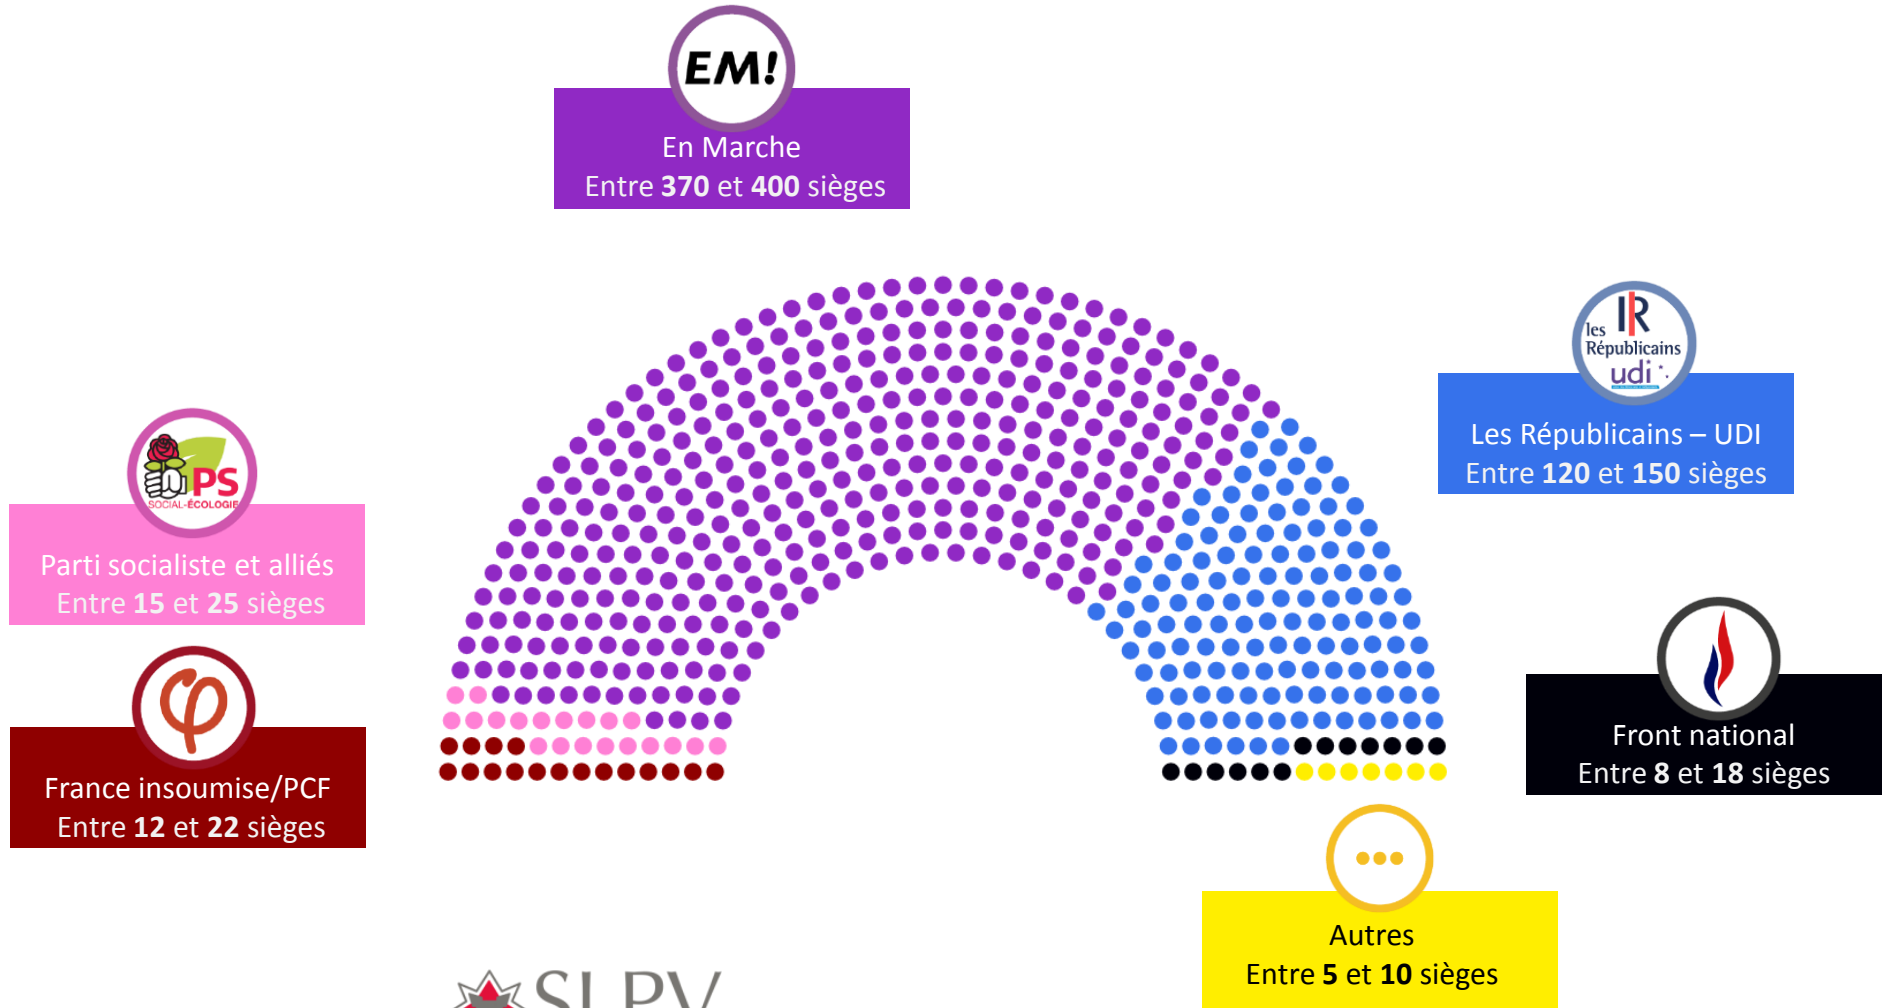 EM!
En Marche
Entre 370 et 400 sièges
les
R
Républicains
udi
Les Républicains – UDI
Entre 120 et 150 sièges
PS
SOCIAL-ÉCOLOGIE
Parti socialiste et alliés
Entre 15 et 25 sièges
φ
France insoumise/PCF
Entre 12 et 22 sièges
Front national
Entre 8 et 18 sièges
Autres
Entre 5 et 10 sièges